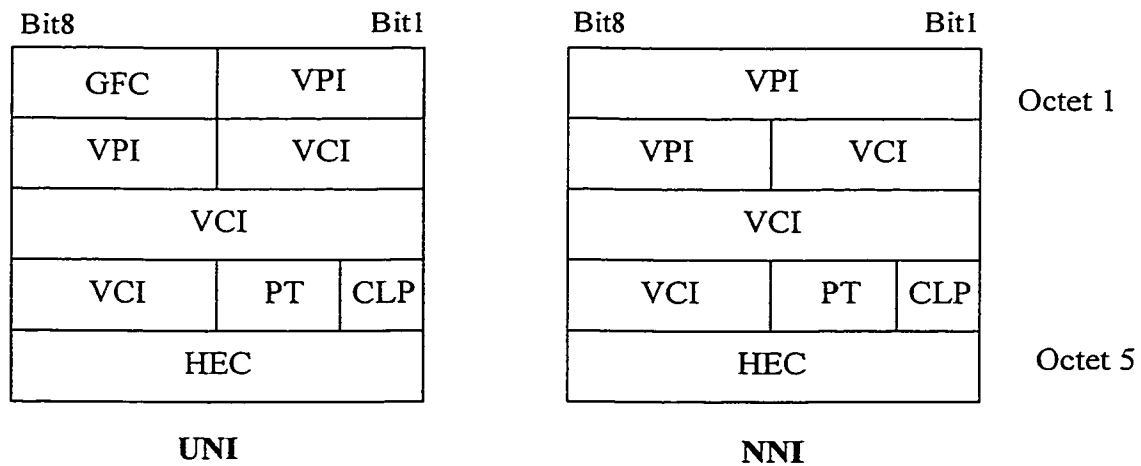 Bit8 Bit1 Bit8 Bit1
GFC VPI VPI Octet 1
VPI VCI VPI VCI
VCI VCI
VCI PT CLP VCI PT CLP
HEC HEC Octet 5
UNI NNI